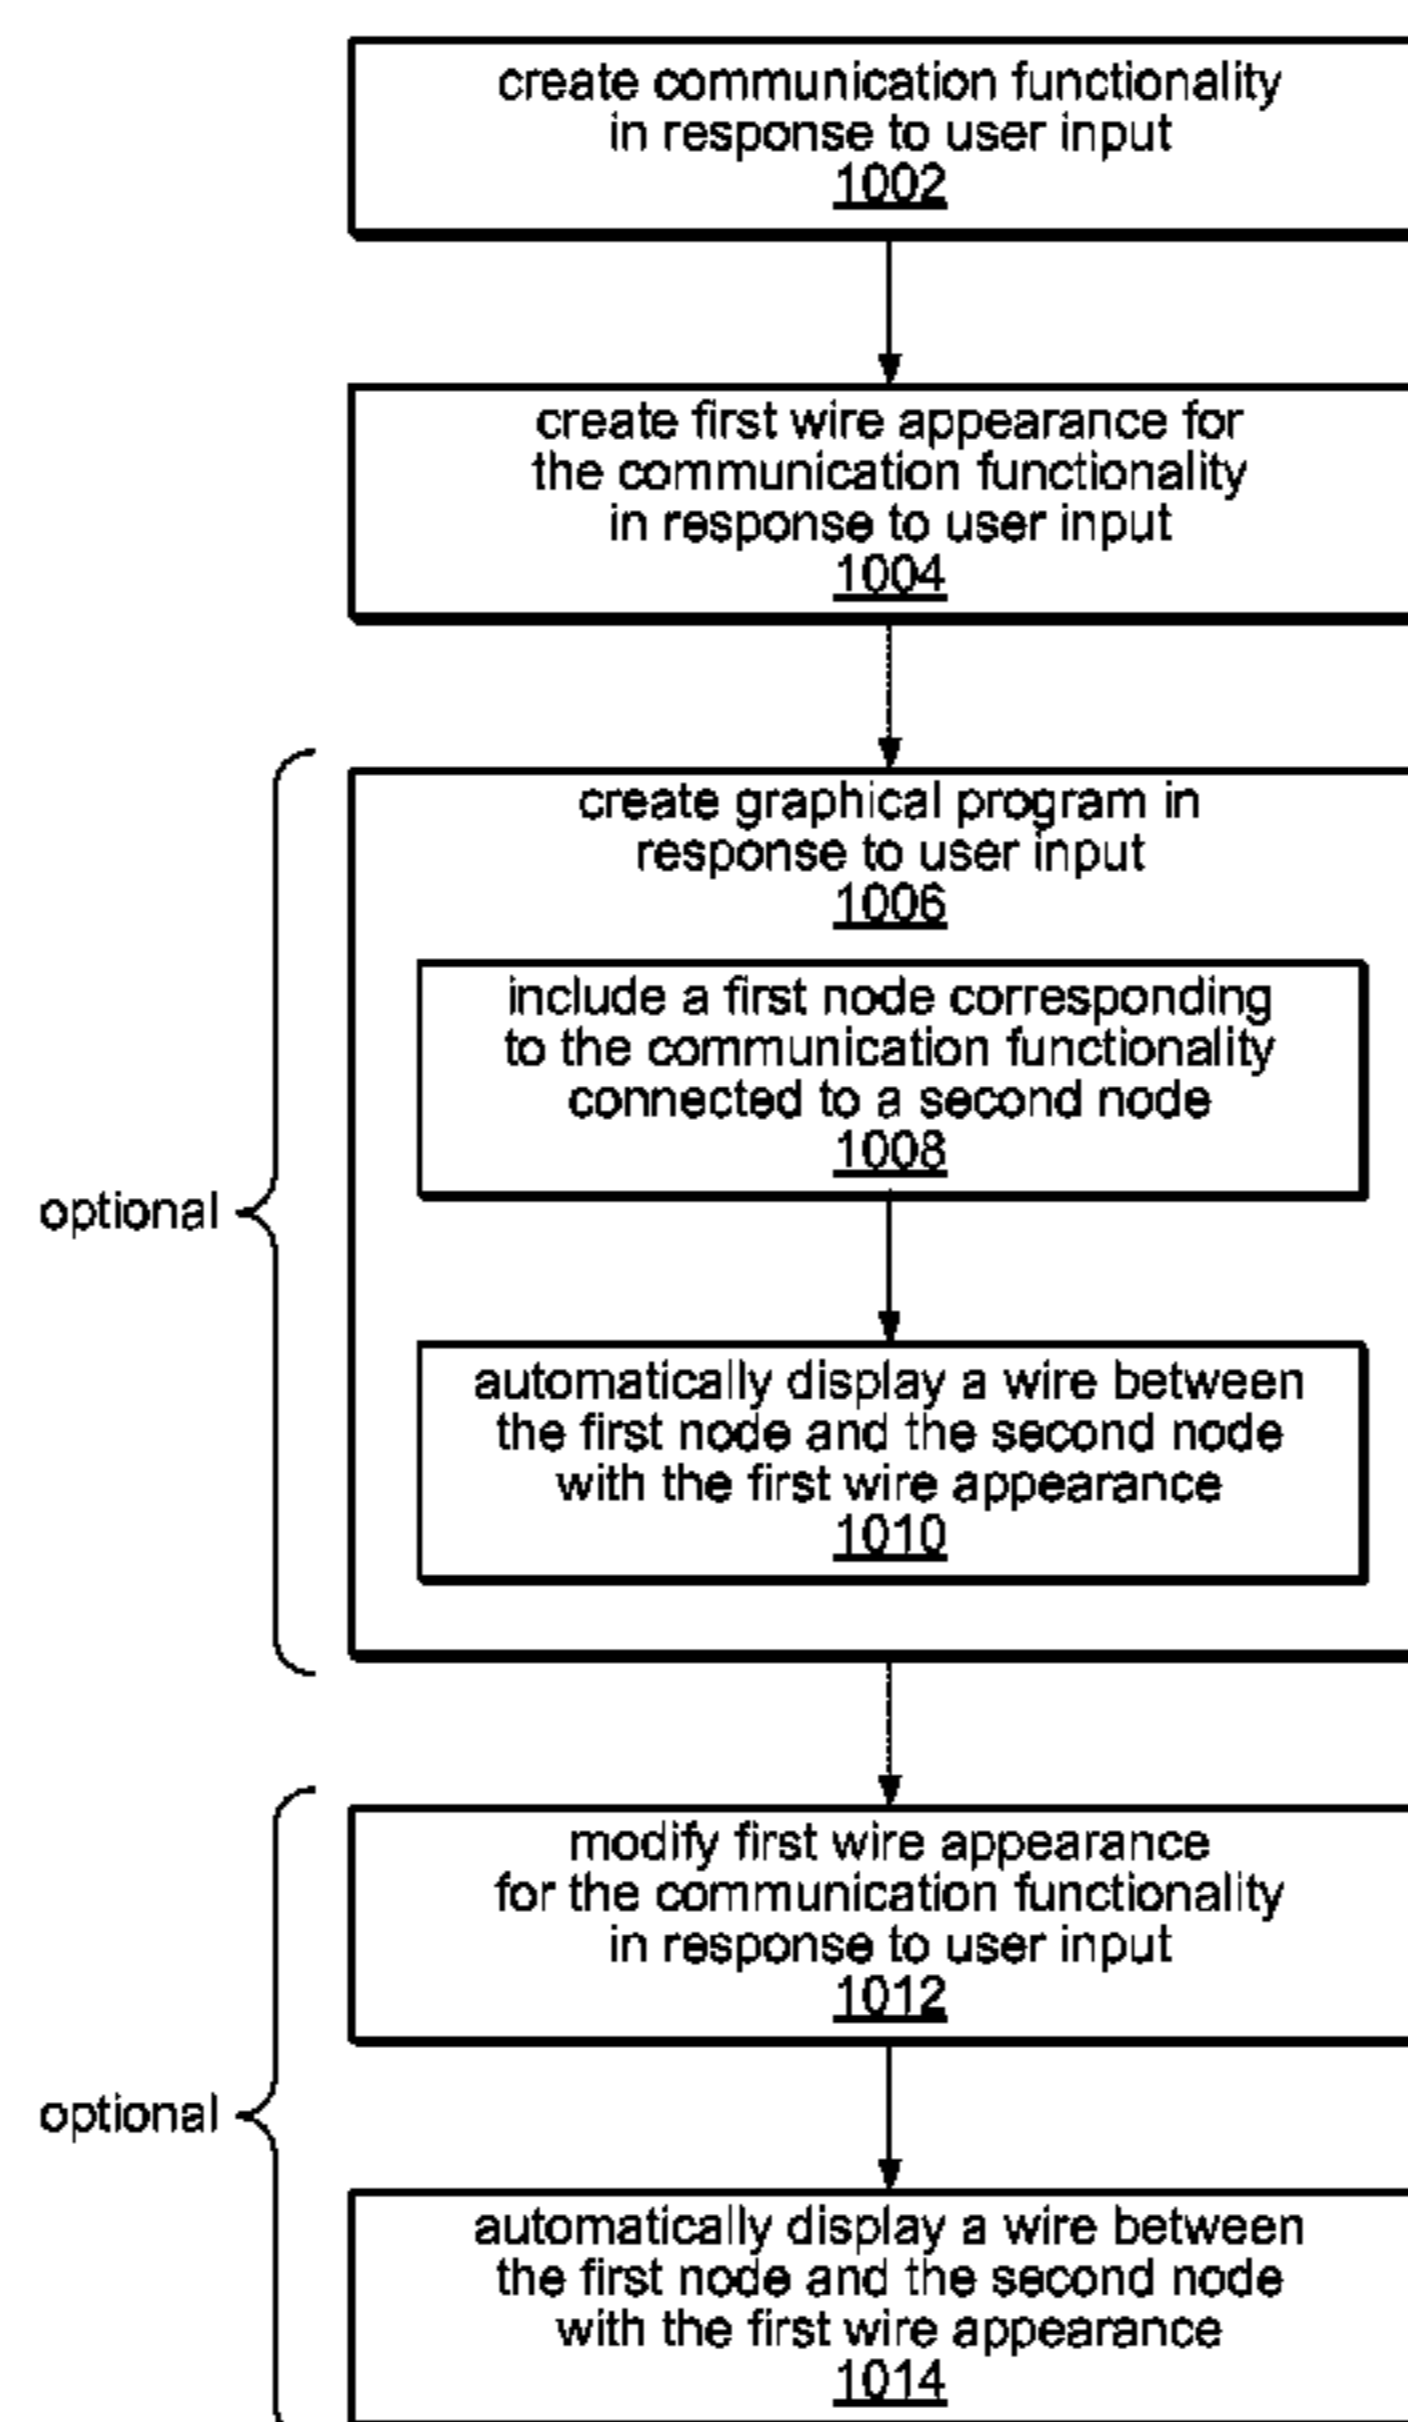 create communication functionality
in response to user input
1002
create first wire appearance for
the communication functionality
in response to user input
1004
create graphical program in
response to user input
1006
include a first node corresponding
to the communication functionality
connected to a second node
1008
optional
automatically display a wire between
the first node and the second node
with the first wire appearance
1010
modify first wire appearance
for the communication functionality
in response to user input
1012
optional
automatically display a wire between
the first node and the second node
with the first wire appearance
1014